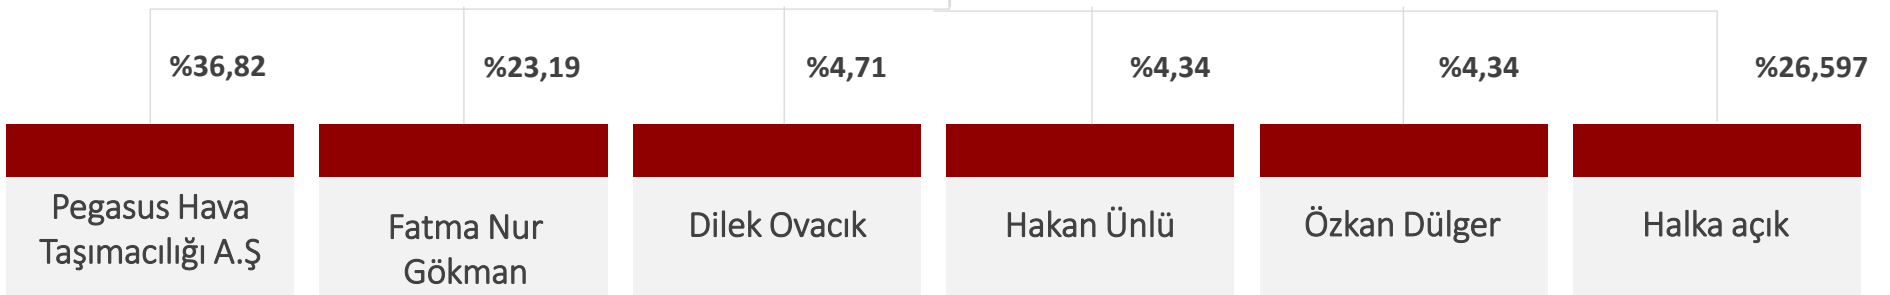 %36,82
%23,19
%4,71
%4,34
%4,34
%26,597
Pegasus Hava
Taşımacılığı A.Ş
Fatma Nur
Gökman
Dilek Ovacık
Hakan Ünlü
Özkan Dülger
Halka açık